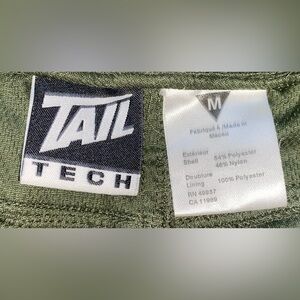 TAIL
TECH
M
Fabriqué à /Made in
Macau
Extérieur
Shell
54% Polyester
46% Nylon
Doublure
Lining
100% Polyester
RN 40937
CA 11999